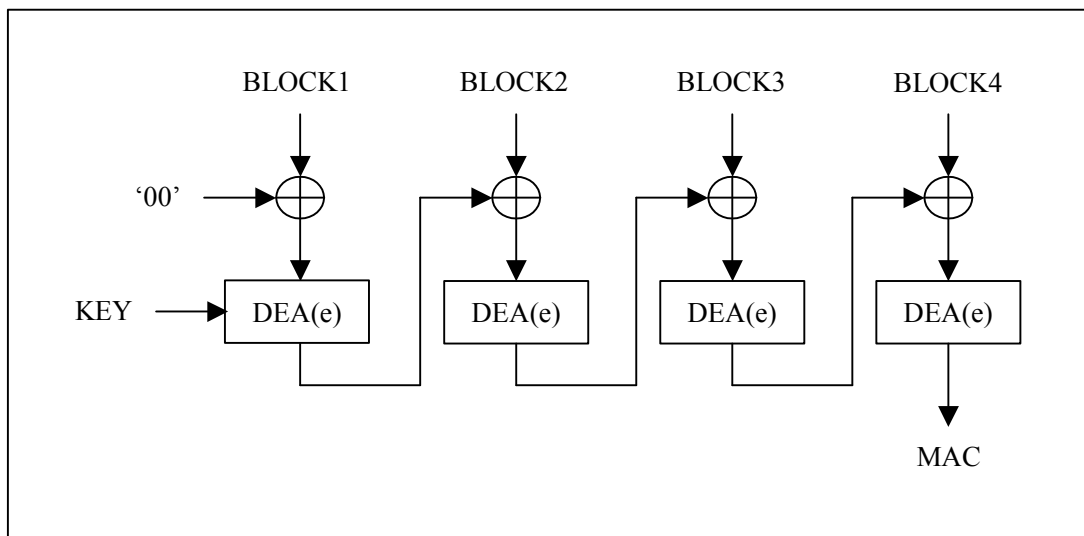 BLOCK1 BLOCK2 BLOCK3 BLOCK4
‘00’
KEY DEA(e) DEA(e) DEA(e) DEA(e)
MAC